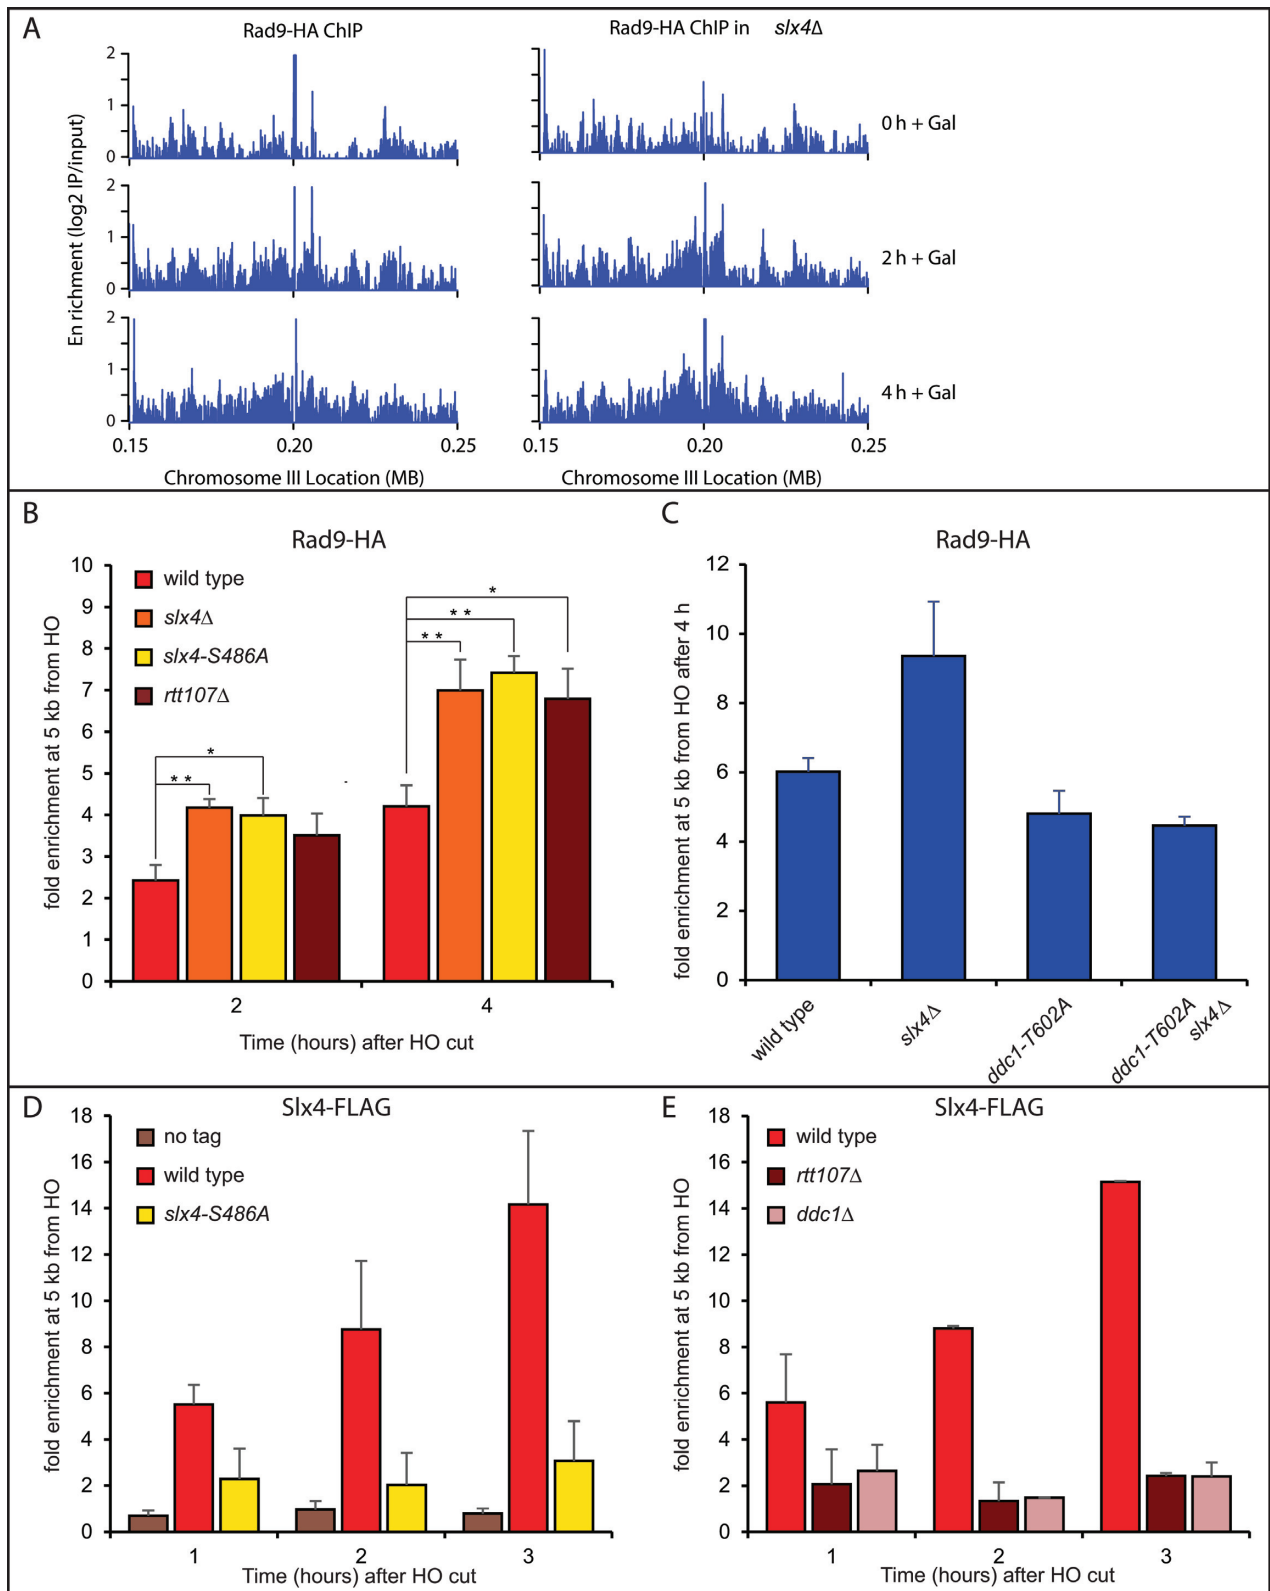 A
Rad9-HA ChIP
Rad9-HA ChIP in slx4Δ
En richment (log2 IP/input)
2
1
0
0 h + Gal
2
1
0
2 h + Gal
2
1
0
4 h + Gal
0.15 0.20 0.25
0.15 0.20 0.25
Chromosome III Location (MB)
Chromosome III Location (MB)
B
Rad9-HA
fold enrichment at 5 kb from HO
10
9
8
7
6
5
4
3
2
1
0
wild type
slx4Δ
slx4-S486A
rtt107Δ
*
* *
*
* *
* *
2 4
Time (hours) after HO cut
C
Rad9-HA
fold enrichment at 5 kb from HO after 4 h
12
10
8
6
4
2
0
wild type
slx4Δ
ddc1-T602A
ddc1-T602A
slx4Δ
D
Slx4-FLAG
fold enrichment at 5 kb from HO
18
16
14
12
10
8
6
4
2
0
no tag
wild type
slx4-S486A
1 2 3
Time (hours) after HO cut
E
Slx4-FLAG
fold enrichment at 5 kb from HO
18
16
14
12
10
8
6
4
2
0
wild type
rtt107Δ
ddc1Δ
1 2 3
Time (hours) after HO cut